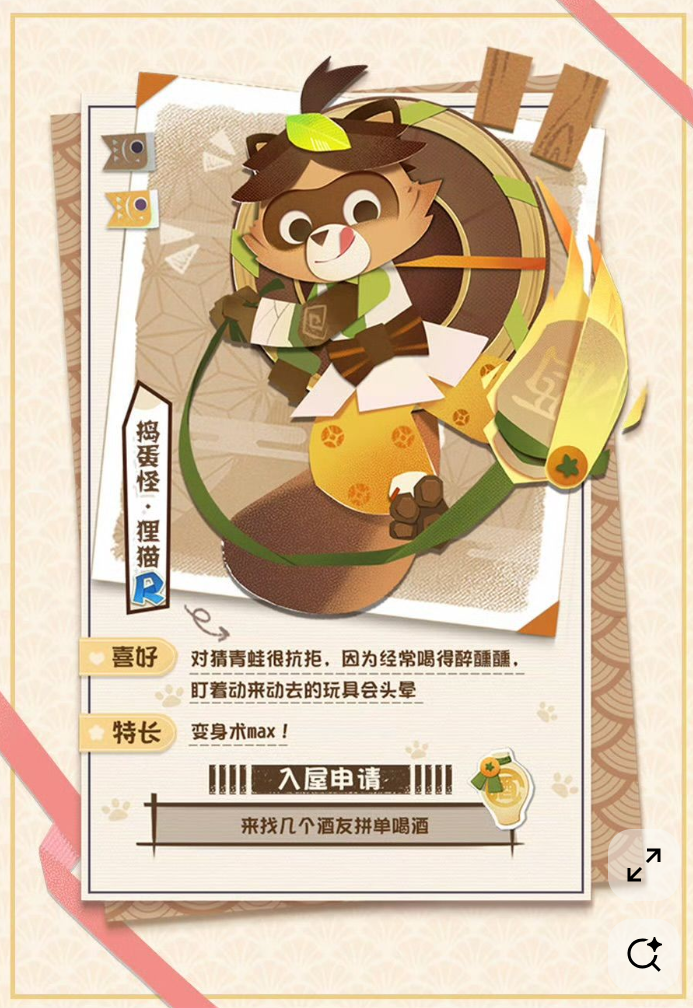 捣蛋怪·狸猫
R
喜好
对猜青蛙很抗拒，因为经常喝得醉醺醺，
盯着动来动去的玩具会头晕
特长
变身术max！
入屋申请
来找几个酒友拼单喝酒